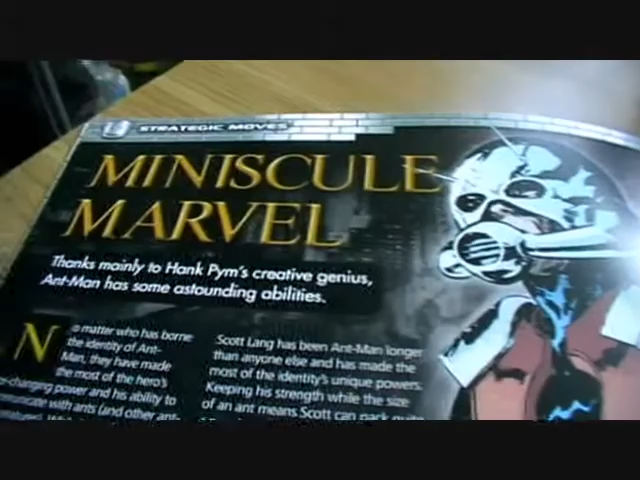 STRATEGIC MOVES
MINISCULE
MARVEL
Thanks mainly to Hank Pym's creative genius,
Ant-Man has some astounding abilities.
No matter who has borne
the identity of Ant-
Man, they have made
the most of the hero's
-changing power and his ability to
with ants (and other ant-
Scott Lang has been Ant-Man longer
than anyone else and has made the
most of the identity's unique powers.
Keeping his strength while the size
of an ant means Scott can pack quite